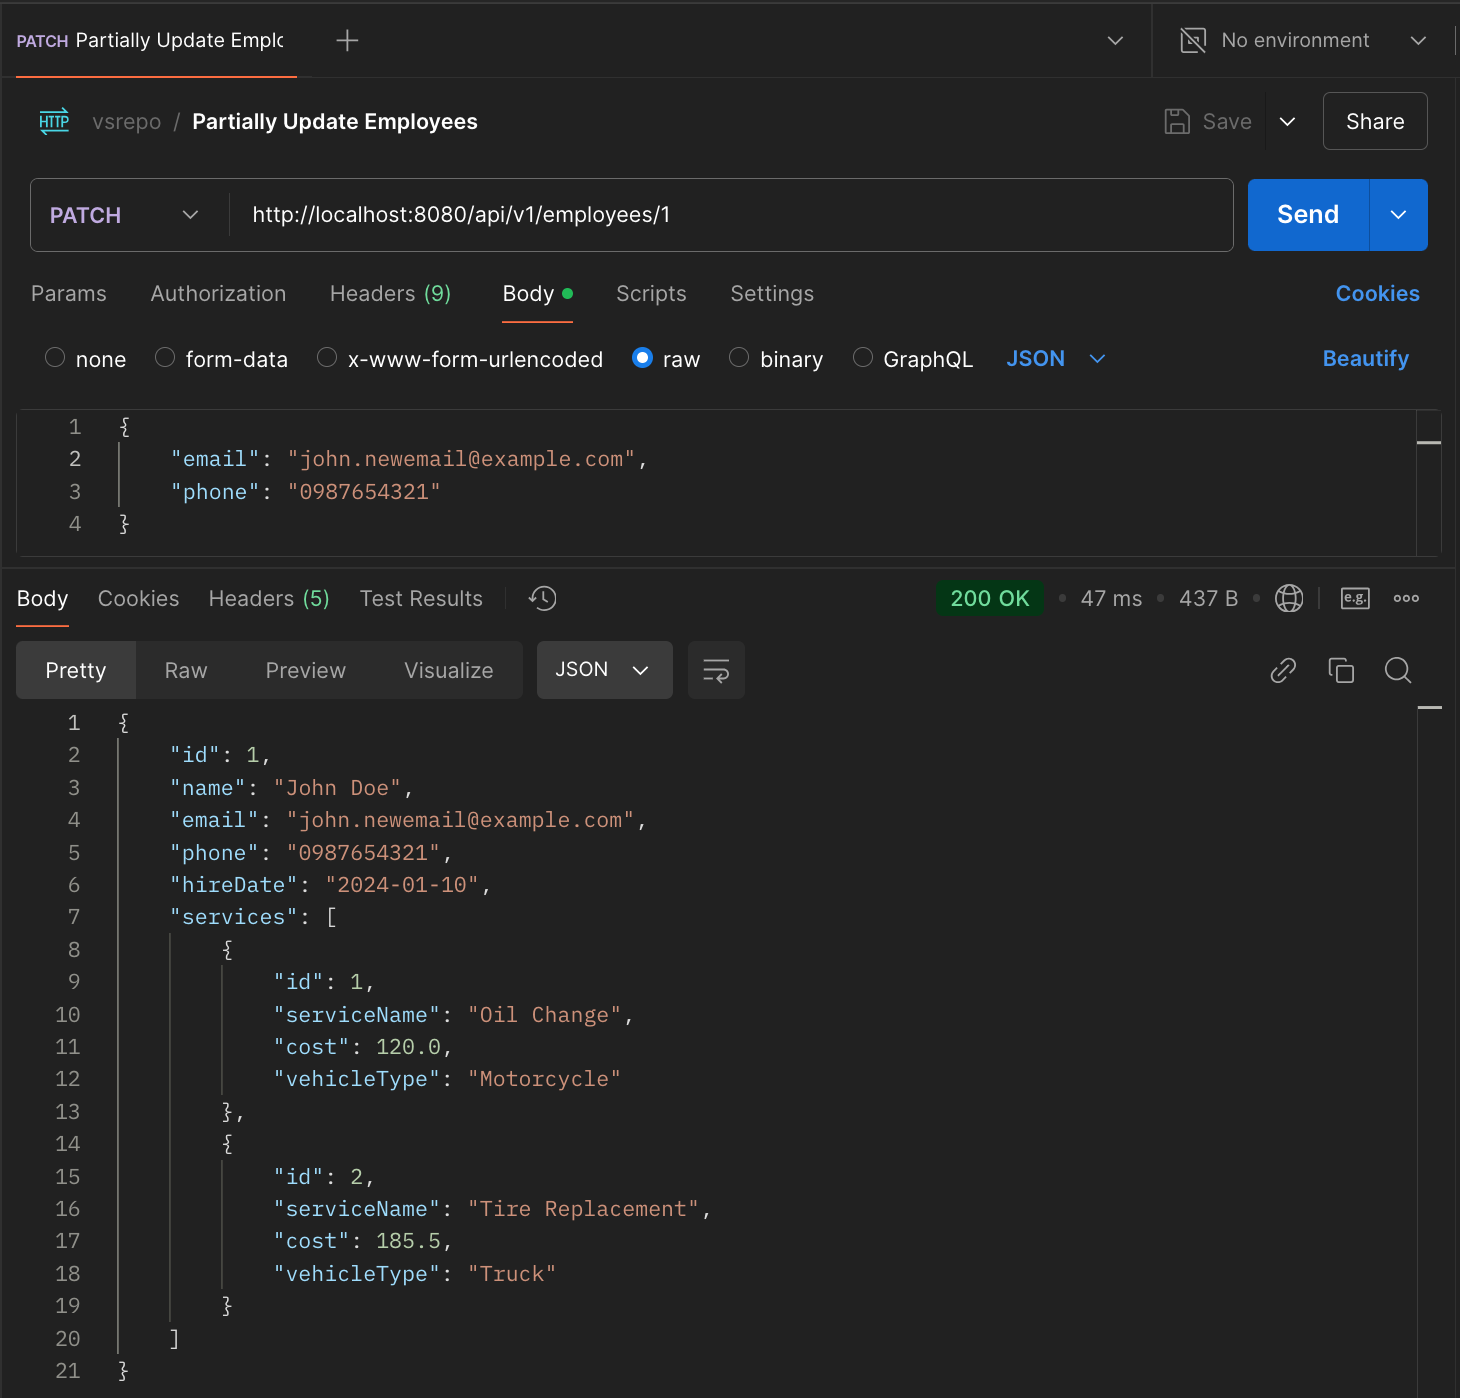 PATCH Partially Update Emplo
No environment
HTTP vsrepo / Partially Update Employees
Save
Share
PATCH
http://localhost:8080/api/v1/employees/1
Send
Params Authorization Headers (9) Body Scripts Settings Cookies
none form-data x-www-form-urlencoded raw binary GraphQL JSON Beautify
1 {
2 "email": "john.newemail@example.com",
3 "phone": "0987654321"
4 }
Body Cookies Headers (5) Test Results 200 OK • 47 ms • 437 B • e.g.
Pretty Raw Preview Visualize JSON
1 {
2 "id": 1,
3 "name": "John Doe",
4 "email": "john.newemail@example.com",
5 "phone": "0987654321",
6 "hireDate": "2024-01-10",
7 "services": [
8 {
9 "id": 1,
10 "serviceName": "Oil Change",
11 "cost": 120.0,
12 "vehicleType": "Motorcycle"
13 },
14 {
15 "id": 2,
16 "serviceName": "Tire Replacement",
17 "cost": 185.5,
18 "vehicleType": "Truck"
19 }
20 ]
21 }